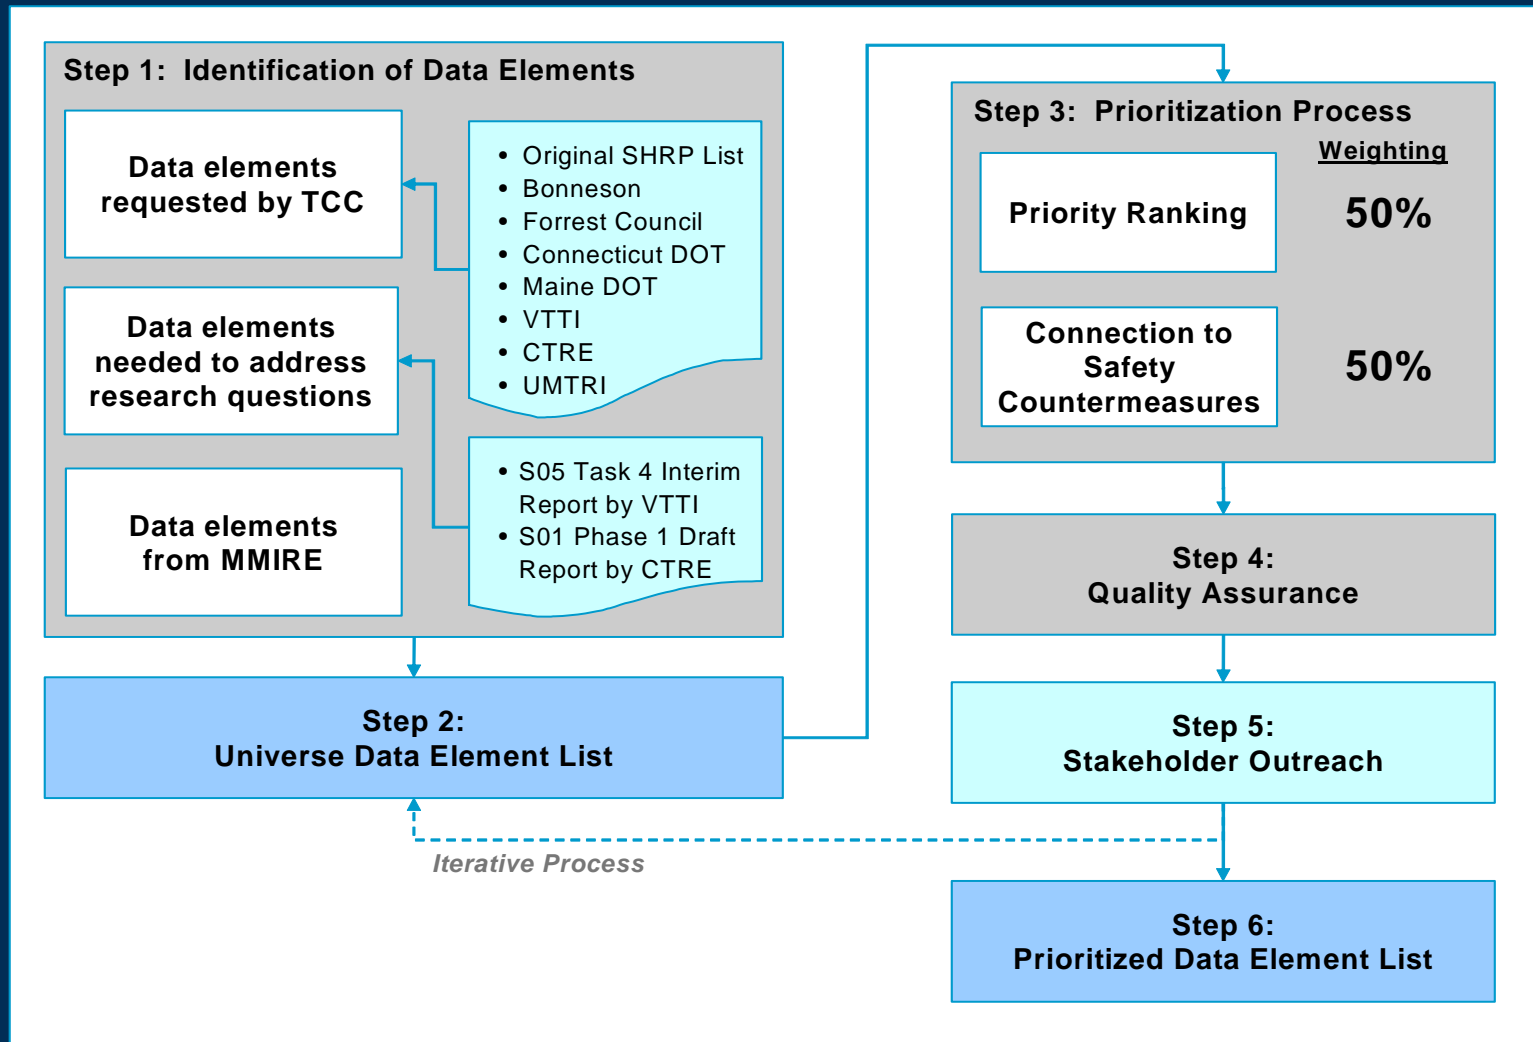 Step 1: Identification of Data Elements
Data elements
requested by TCC
• Original SHRP List
• Bonneson
• Forrest Council
• Connecticut DOT
• Maine DOT
• VTTI
• CTRE
• UMTRI
Data elements
needed to address
research questions
• S05 Task 4 Interim
Report by VTTI
• S01 Phase 1 Draft
Report by CTRE
Data elements
from MMIRE
Step 2:
Universe Data Element List
Iterative Process
Step 3: Prioritization Process
Weighting
Priority Ranking
50%
Connection to
Safety
Countermeasures
50%
Step 4:
Quality Assurance
Step 5:
Stakeholder Outreach
Step 6:
Prioritized Data Element List